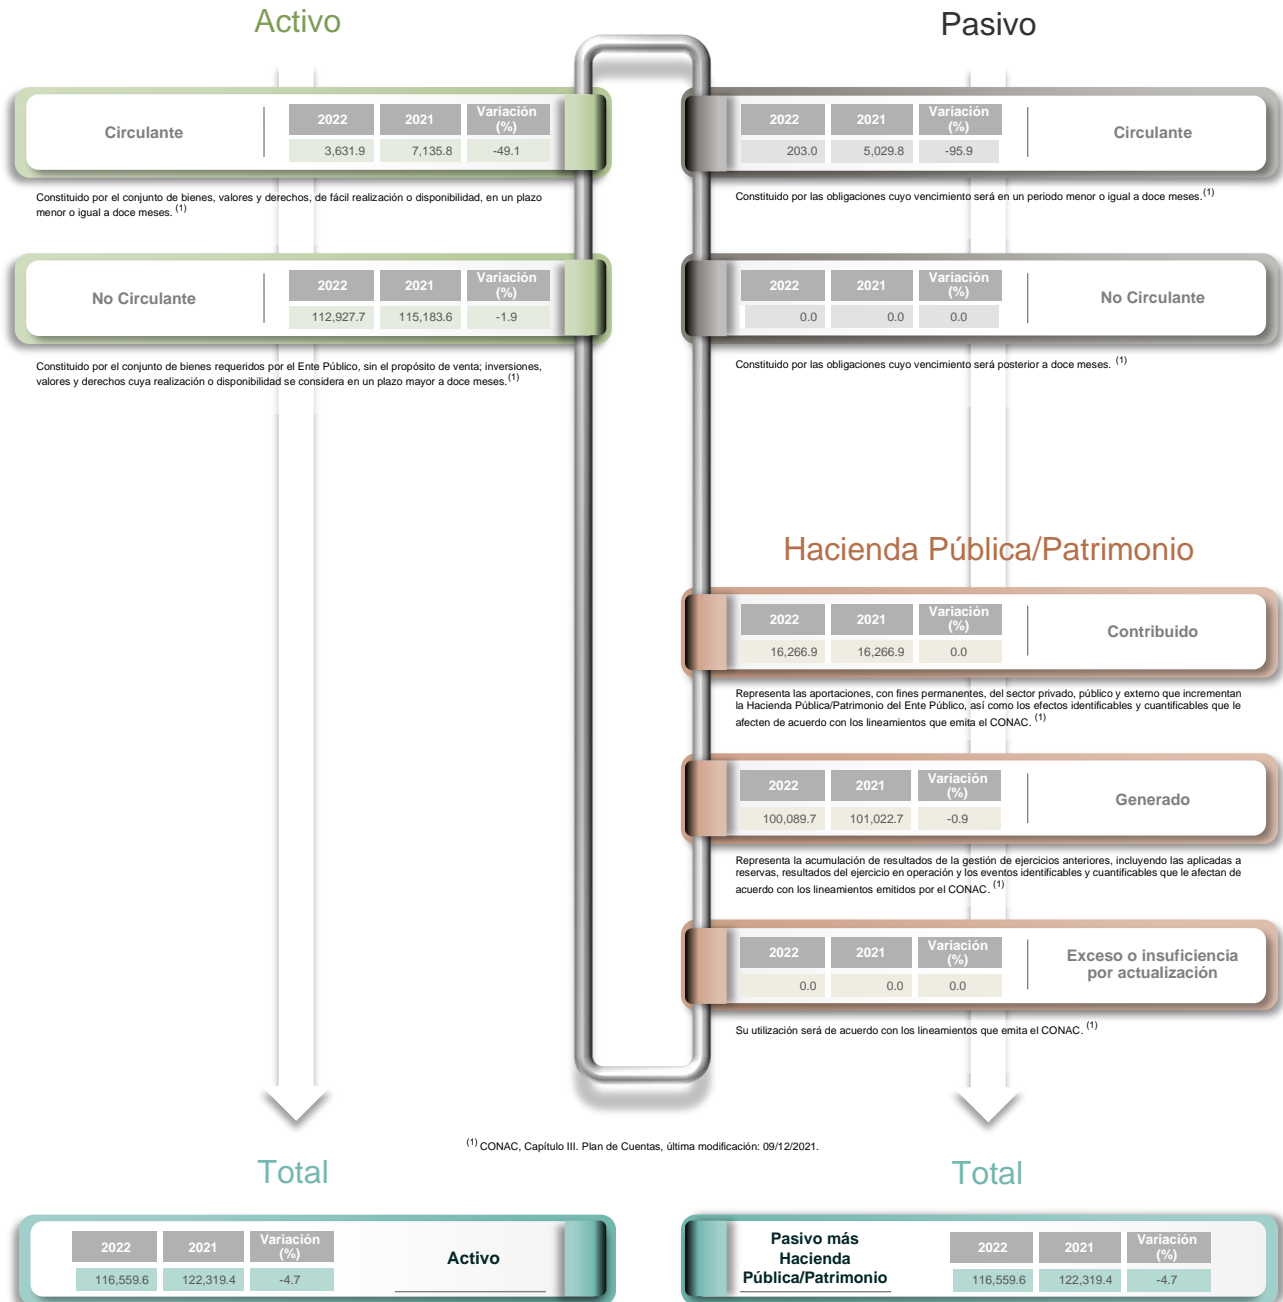 Activo
Circulante
2022 2021 Variación (%)
3,631.9 7,135.8 -49.1
Constituido por el conjunto de bienes, valores y derechos, de fácil realización o disponibilidad, en un plazo
menor o igual a doce meses. (1)
No Circulante
2022 2021 Variación (%)
112,927.7 115,183.6 -1.9
Constituido por el conjunto de bienes requeridos por el Ente Público, sin el propósito de venta; inversiones,
valores y derechos cuya realización o disponibilidad se considera en un plazo mayor a doce meses.(1)
Pasivo
2022 2021 Variación (%)
203.0 5,029.8 -95.9
Circulante
Constituido por las obligaciones cuyo vencimiento será en un periodo menor o igual a doce meses.(1)
2022 2021 Variación (%)
0.0 0.0 0.0
No Circulante
Constituido por las obligaciones cuyo vencimiento será posterior a doce meses. (1)
Hacienda Pública/Patrimonio
2022 2021 Variación (%)
16,266.9 16,266.9 0.0
Contribuido
Representa las aportaciones, con fines permanentes, del sector privado, público y externo que incrementan
la Hacienda Pública/Patrimonio del Ente Público, así como los efectos identificables y cuantificables que le
afecten de acuerdo con los lineamientos que emita el CONAC. (1)
2022 2021 Variación (%)
100,089.7 101,022.7 -0.9
Generado
Representa la acumulación de resultados de la gestión de ejercicios anteriores, incluyendo las aplicadas a
reservas, resultados del ejercicio en operación y los eventos identificables y cuantificables que le afectan de
acuerdo con los lineamientos emitidos por el CONAC. (1)
2022 2021 Variación (%)
0.0 0.0 0.0
Exceso o insuficiencia
por actualización
Su utilización será de acuerdo con los lineamientos que emita el CONAC. (1)
(1) CONAC, Capítulo III. Plan de Cuentas, última modificación: 09/12/2021.
Total
2022 2021 Variación (%)
116,559.6 122,319.4 -4.7
Activo
Total
Pasivo más
Hacienda
Pública/Patrimonio
2022 2021 Variación (%)
116,559.6 122,319.4 -4.7